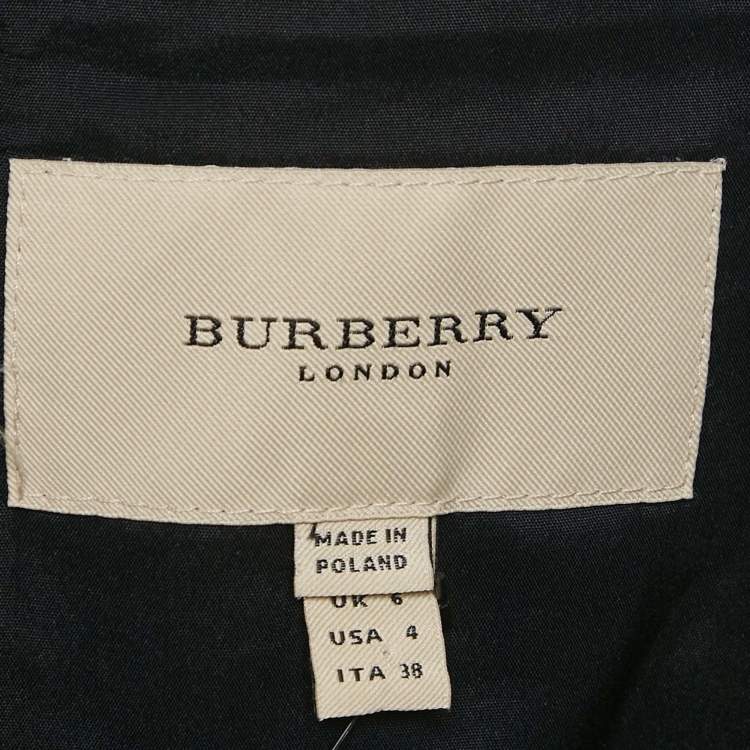 BURBERRY
LONDON
MADE IN
POLAND
UK 6
USA 4
ITA 38